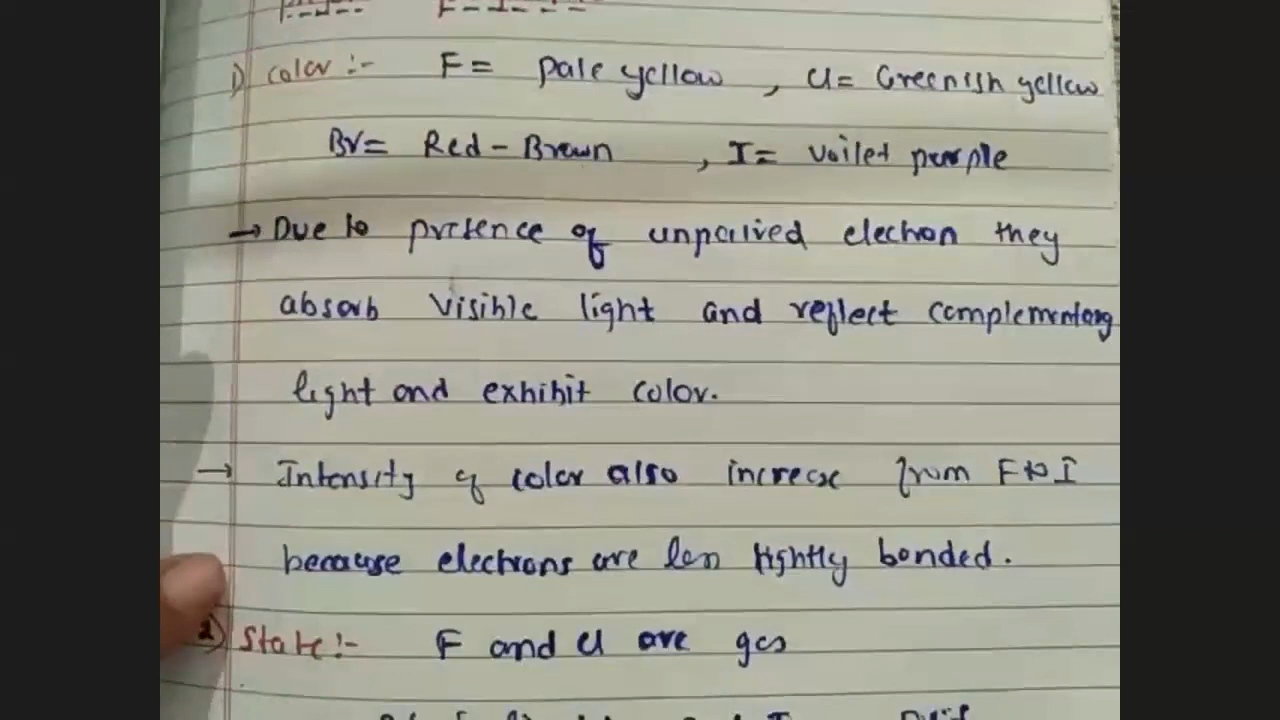 1) Color :- F = pale yellow , Cl = Greenish yellow
Br = Red - Brown , I = voilet purple
→ Due to presence of unpaired electron they
absorb visible light and reflect complementary
light and exhibit color.
→ Intensity of color also increase from F to I
because electrons are less tightly bonded.
2) State :- F and Cl are gas